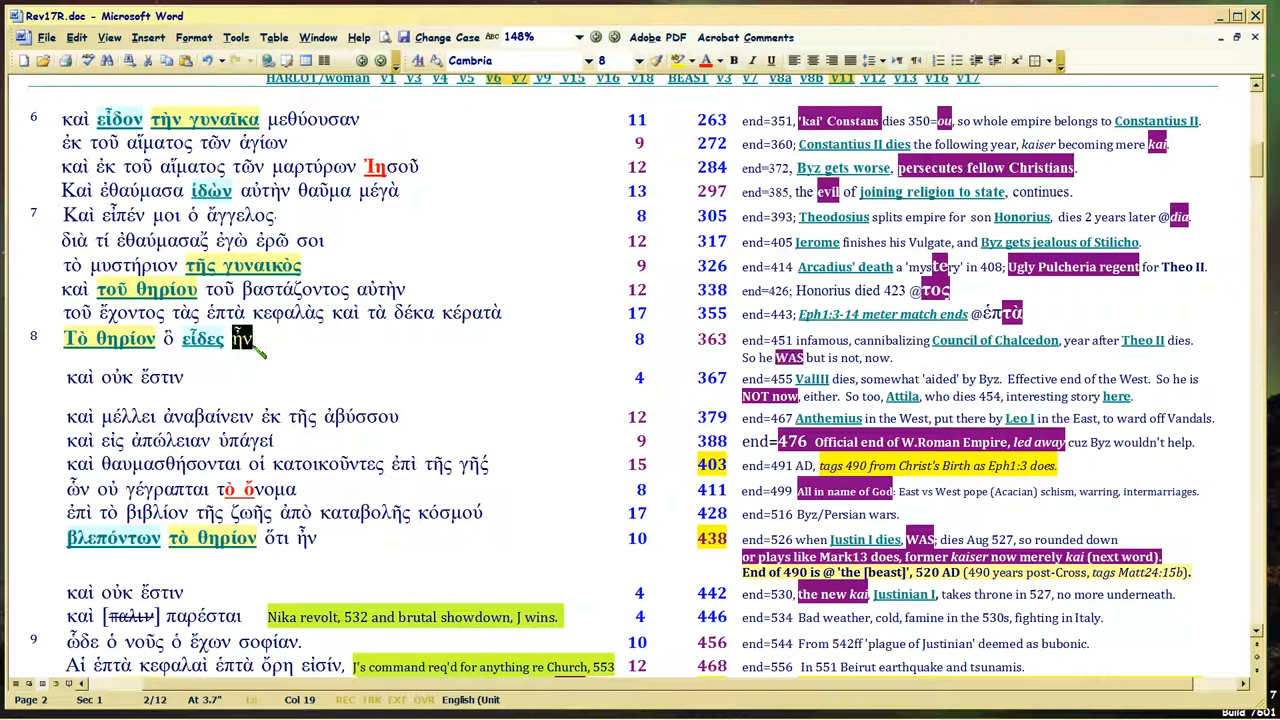 Rev17R.doc - Microsoft Word
File Edit View Insert Format Tools Table Window Help Change Case 148% Adobe PDF Acrobat Comments
Cambria 8
HARLOT/woman v1 v3 v4 v5 v6 v7 v9 v15 v16 v18 BEAST v3 v7 v8a v8b v11 v12 v13 v16 v17
6 καὶ εἶδον τὴν γυναῖκα μεθύουσαν 11 263 end=351, 'kai' Constans dies 350=ou, so whole empire belongs to Constantius II.
ἐκ τοῦ αἵματος τῶν ἁγίων 9 272 end=360; Constantius II dies the following year, kaiser becoming mere kai.
καὶ ἐκ τοῦ αἵματος τῶν μαρτύρων Ἰησοῦ 12 284 end=372, Byz gets worse, persecutes fellow Christians.
Καὶ ἐθαύμασα ἰδὼν αὐτὴν θαῦμα μέγὰ 13 297 end=385, the evil of joining religion to state, continues.
7 Καὶ εἶπέν μοι ὁ ἄγγελος· 8 305 end=393; Theodosius splits empire for son Honorius, dies 2 years later @dia.
διὰ τί ἐθαύμασαξ ἐγὼ ἐρῶ σοι 12 317 end=405 Jerome finishes his Vulgate, and Byz gets jealous of Stilicho.
τὸ μυστήριον τῆς γυναικὸς 9 326 end=414 Arcadius' death a 'mystery' in 408; Ugly Pulcheria regent for Theo II.
καὶ τοῦ θηρίου τοῦ βαστάζοντος αὐτὴν 12 338 end=426; Honorius died 423 @τος
τοῦ ἔχοντος τὰς ἑπτὰ κεφαλὰς καὶ τὰ δέκα κέρατὰ 17 355 end=443; Eph1:3-14 meter match ends @ἑπτὰ
8 Τὸ θηρίον ὃ εἶδες ἦν 8 363 end=451 infamous, cannibalizing Council of Chalcedon, year after Theo II dies.
So he WAS but is not, now.
καὶ οὐκ ἔστιν 4 367 end=455 ValIII dies, somewhat 'aided' by Byz. Effective end of the West. So he is
NOT now, either. So too, Attila, who dies 454, interesting story here.
καὶ μέλλει ἀναβαίνειν ἐκ τῆς ἀβύσσου 12 379 end=467 Anthemius in the West, put there by Leo I in the East, to ward off Vandals.
καὶ εἰς ἀπώλειαν ὑπάγεί 9 388 end=476 Official end of W.Roman Empire, led away cuz Byz wouldn't help.
καὶ θαυμασθήσονται οἱ κατοικοῦντες ἐπὶ τῆς γῆς 15 403 end=491 AD, tags 490 from Christ's Birth as Eph1:3 does.
ὧν οὐ γέγραπται τὸ ὄνομα 8 411 end=499 All in name of God: East vs West pope (Acacian) schism, warring, intermarriages.
ἐπὶ τὸ βιβλίον τῆς ζωῆς ἀπὸ καταβολῆς κόσμού 17 428 end=516 Byz/Persian wars.
βλεπόντων τὸ θηρίον ὅτι ἦν 10 438 end=526 when Justin I dies, WAS; dies Aug 527, so rounded down
or plays like Mark13 does, former kaiser now merely kai (next word).
End of 490 is @ 'the [beast]', 520 AD (490 years post-Cross, tags Matt24:15b).
καὶ οὐκ ἔστιν 4 442 end=530, the new kai, Justinian I, takes throne in 527, no more underneath.
καὶ [παλιν] παρέσται Nika revolt, 532 and brutal showdown, J wins. 4 446 end=534 Bad weather, cold, famine in the 530s, fighting in Italy.
9 ὧδε ὁ νοῦς ὁ ἔχων σοφίαν. 10 456 end=544 From 542ff 'plague of Justinian' deemed as bubonic.
Αἱ ἑπτὰ κεφαλαὶ ἑπτὰ ὄρη εἰσίν, J's command req'd for anything re Church, 553 12 468 end=556 In 551 Beirut earthquake and tsunamis.
Page 2 Sec 1 2/12 At 3.7" Ln Col 19 REC TRK EXT OVR English (Unit
7
Build 7601